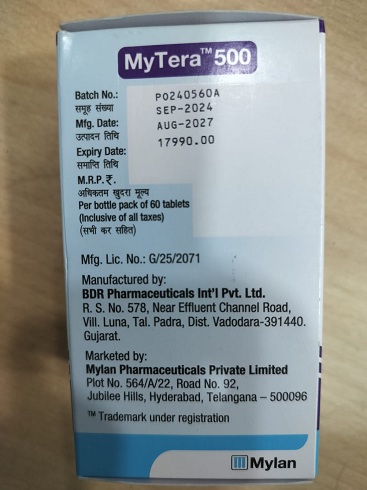 MyTera™ 500
Batch No.: P0240560A
समूह संख्या SEP-2024
Mfg. Date: AUG-2027
उत्पादन तिथि 17990.00
Expiry Date:
समाप्ति तिथि
M.R.P. ₹.
अधिकतम खुदरा मूल्य
Per bottle pack of 60 tablets
(Inclusive of all taxes)
(सभी कर सहित)
Mfg. Lic. No.: G/25/2071
Manufactured by:
BDR Pharmaceuticals Int'l Pvt. Ltd.
R. S. No. 578, Near Effluent Channel Road,
Vill. Luna, Tal. Padra, Dist. Vadodara-391440.
Gujarat.
Marketed by:
Mylan Pharmaceuticals Private Limited
Plot No. 564/A/22, Road No. 92,
Jubilee Hills, Hyderabad, Telangana – 500096
™ Trademark under registration
Mylan